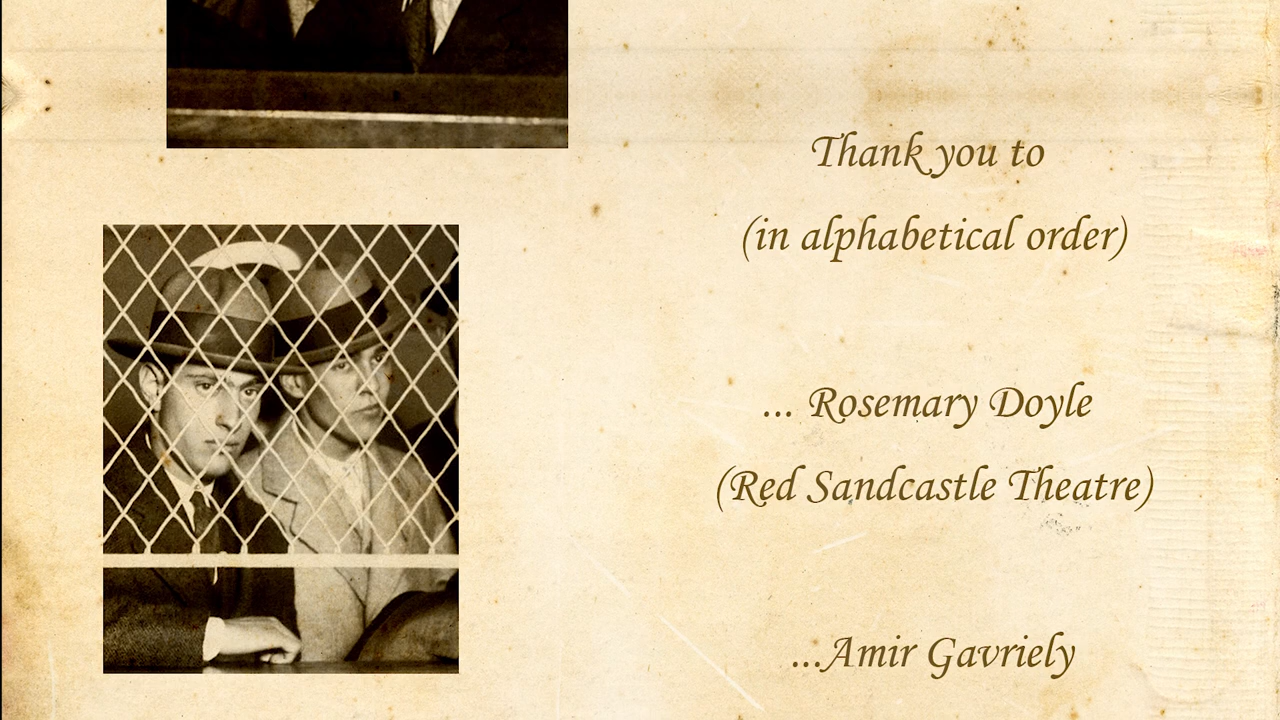 Thank you to
(in alphabetical order)
... Rosemary Doyle
(Red Sandcastle Theatre)
...Amir Gavriely